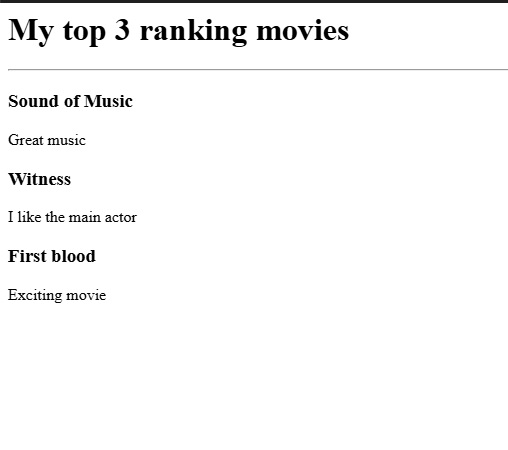 My top 3 ranking movies
Sound of Music
Great music
Witness
I like the main actor
First blood
Exciting movie